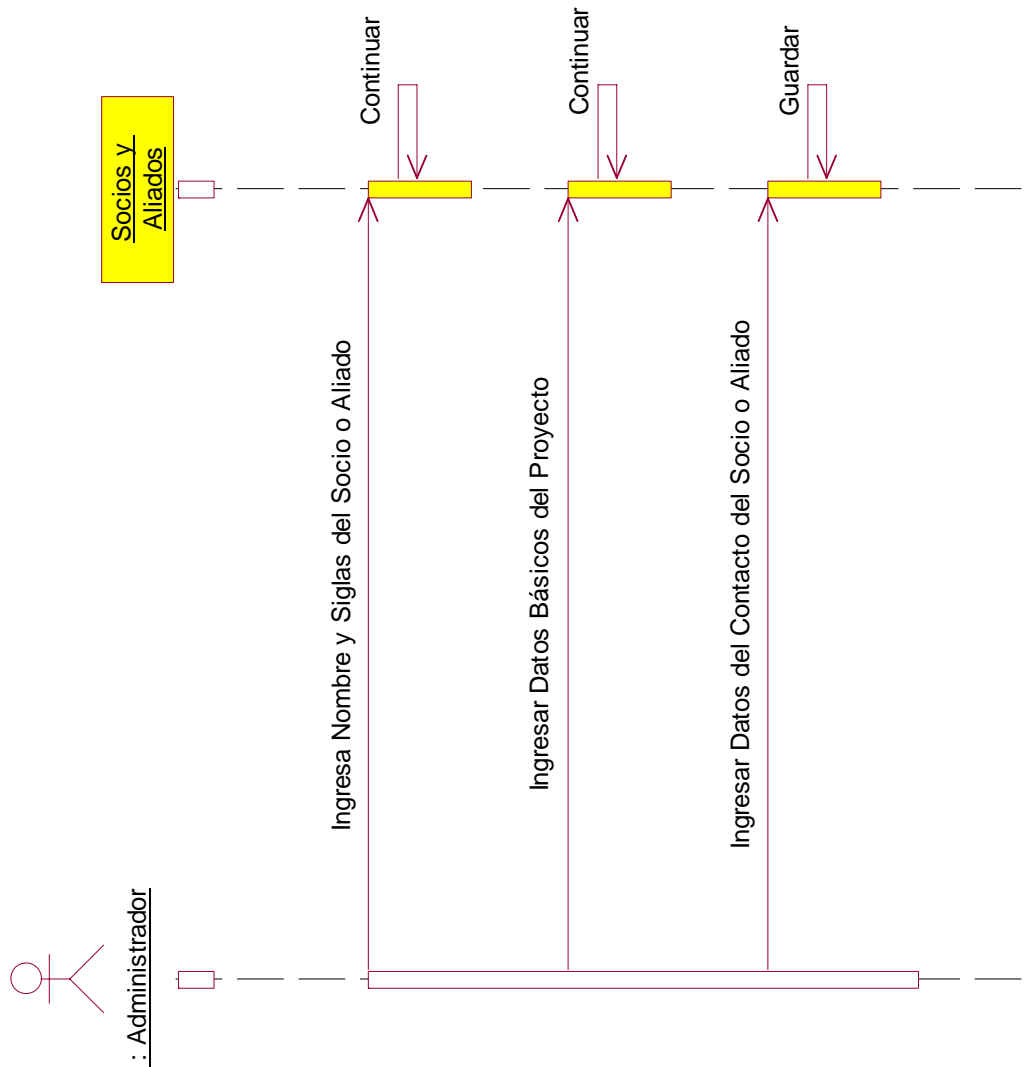 : Administrador
Socios y
Aliados
Ingresa Nombre y Siglas del Socio o Aliado
Continuar
Ingresar Datos Básicos del Proyecto
Continuar
Ingresar Datos del Contacto del Socio o Aliado
Guardar